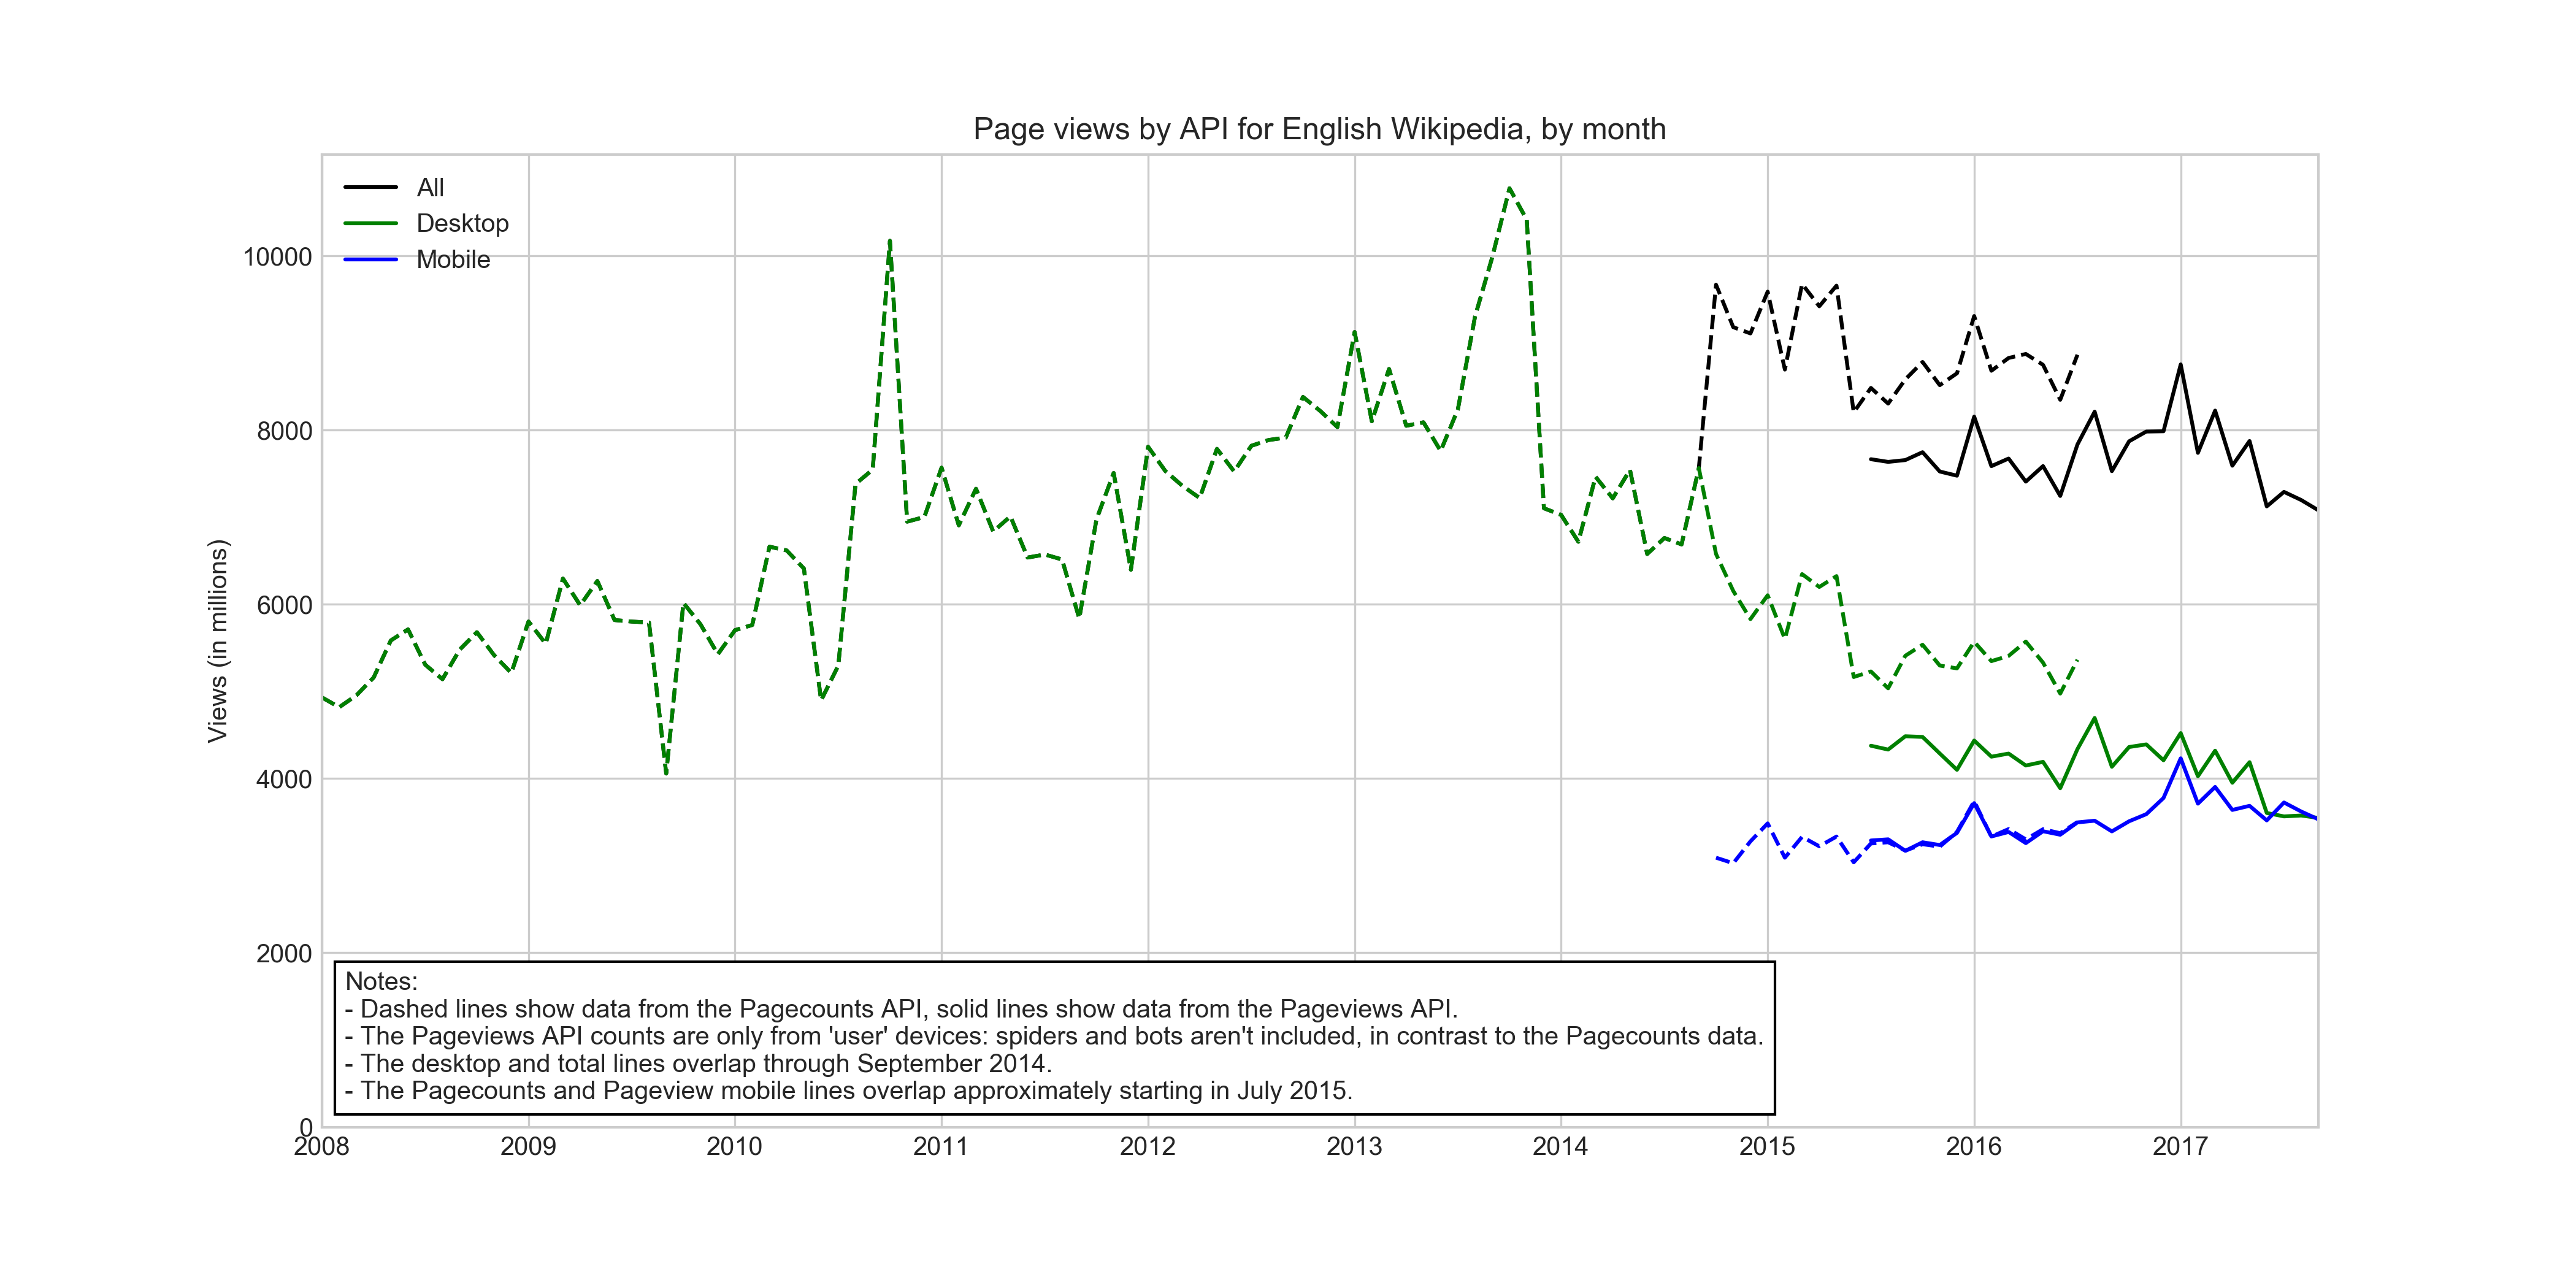 Page views by API for English Wikipedia, by month
All
Desktop
Mobile
Views (in millions)
10000
8000
6000
4000
2000
0
Notes:
- Dashed lines show data from the Pagecounts API, solid lines show data from the Pageviews API.
- The Pageviews API counts are only from 'user' devices: spiders and bots aren't included, in contrast to the Pagecounts data.
- The desktop and total lines overlap through September 2014.
- The Pagecounts and Pageview mobile lines overlap approximately starting in July 2015.
2008 2009 2010 2011 2012 2013 2014 2015 2016 2017